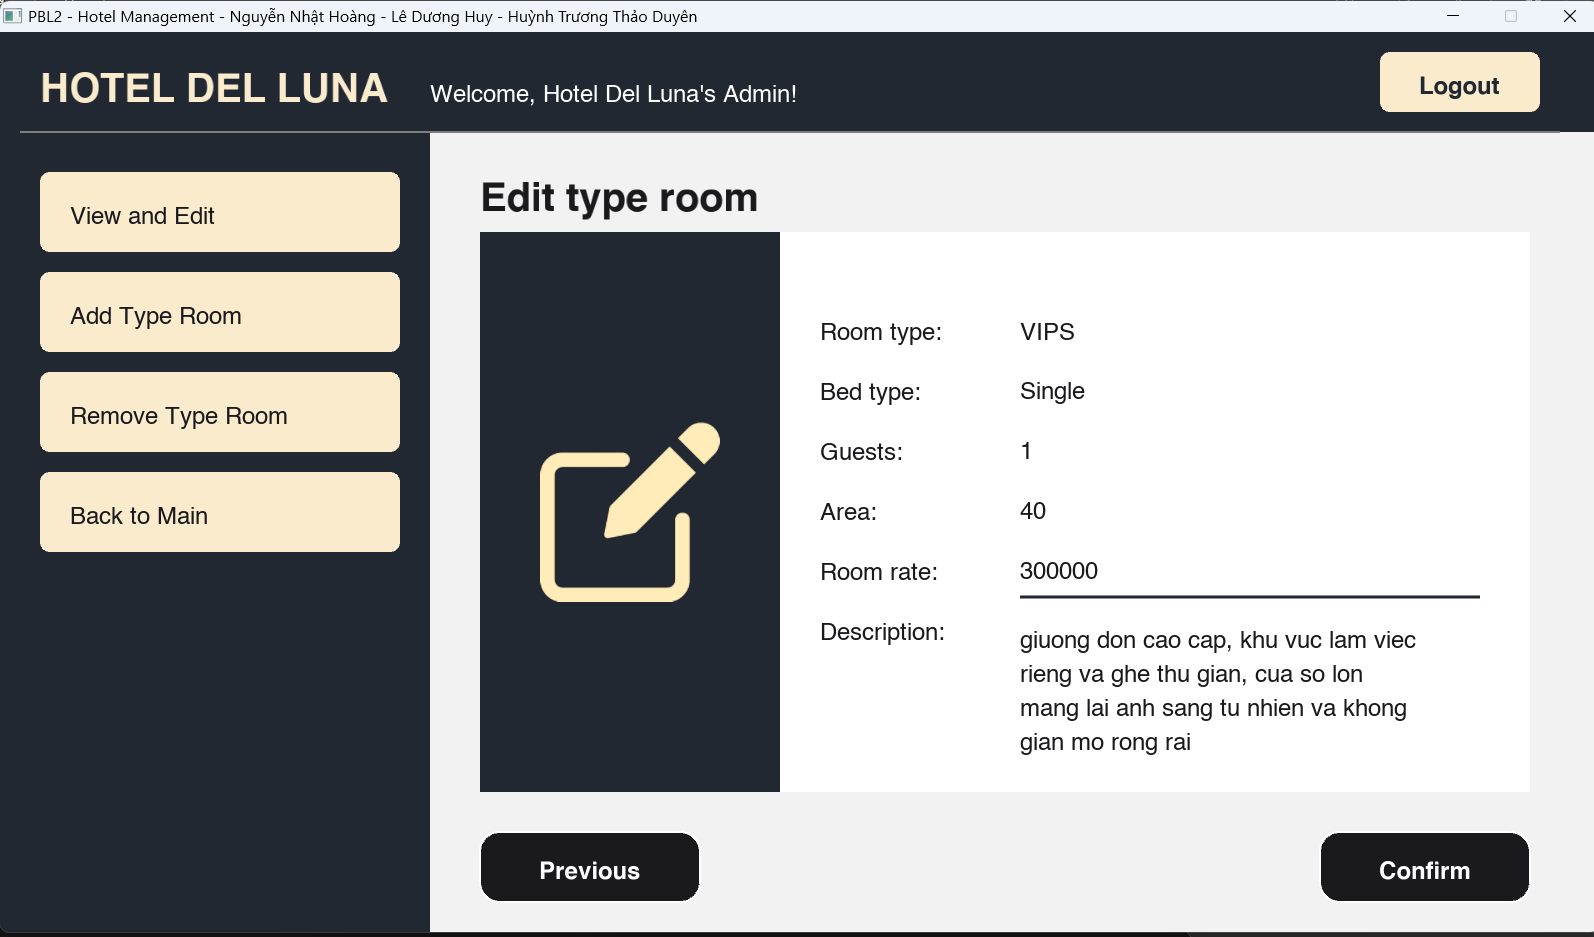 PBL2 - Hotel Management - Nguyễn Nhật Hoàng - Lê Dương Huy - Huỳnh Trương Thảo Duyên
HOTEL DEL LUNA
Welcome, Hotel Del Luna's Admin!
Logout
View and Edit
Add Type Room
Remove Type Room
Back to Main
Edit type room
Room type: VIPS
Bed type: Single
Guests: 1
Area: 40
Room rate: 300000
Description: giuong don cao cap, khu vuc lam viec
rieng va ghe thu gian, cua so lon
mang lai anh sang tu nhien va khong
gian mo rong rai
Previous
Confirm